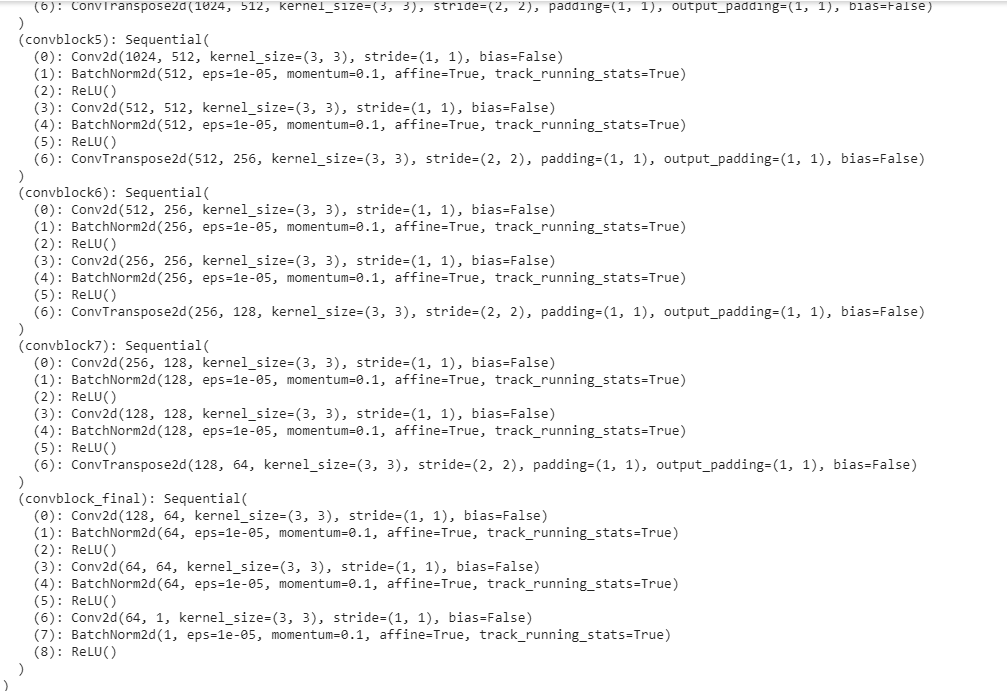 (6): ConvTranspose2d(1024, 512, kernel_size=(3, 3), stride=(2, 2), padding=(1, 1), output_padding=(1, 1), bias=False)
)
(convblock5): Sequential(
(0): Conv2d(1024, 512, kernel_size=(3, 3), stride=(1, 1), bias=False)
(1): BatchNorm2d(512, eps=1e-05, momentum=0.1, affine=True, track_running_stats=True)
(2): ReLU()
(3): Conv2d(512, 512, kernel_size=(3, 3), stride=(1, 1), bias=False)
(4): BatchNorm2d(512, eps=1e-05, momentum=0.1, affine=True, track_running_stats=True)
(5): ReLU()
(6): ConvTranspose2d(512, 256, kernel_size=(3, 3), stride=(2, 2), padding=(1, 1), output_padding=(1, 1), bias=False)
)
(convblock6): Sequential(
(0): Conv2d(512, 256, kernel_size=(3, 3), stride=(1, 1), bias=False)
(1): BatchNorm2d(256, eps=1e-05, momentum=0.1, affine=True, track_running_stats=True)
(2): ReLU()
(3): Conv2d(256, 256, kernel_size=(3, 3), stride=(1, 1), bias=False)
(4): BatchNorm2d(256, eps=1e-05, momentum=0.1, affine=True, track_running_stats=True)
(5): ReLU()
(6): ConvTranspose2d(256, 128, kernel_size=(3, 3), stride=(2, 2), padding=(1, 1), output_padding=(1, 1), bias=False)
)
(convblock7): Sequential(
(0): Conv2d(256, 128, kernel_size=(3, 3), stride=(1, 1), bias=False)
(1): BatchNorm2d(128, eps=1e-05, momentum=0.1, affine=True, track_running_stats=True)
(2): ReLU()
(3): Conv2d(128, 128, kernel_size=(3, 3), stride=(1, 1), bias=False)
(4): BatchNorm2d(128, eps=1e-05, momentum=0.1, affine=True, track_running_stats=True)
(5): ReLU()
(6): ConvTranspose2d(128, 64, kernel_size=(3, 3), stride=(2, 2), padding=(1, 1), output_padding=(1, 1), bias=False)
)
(convblock_final): Sequential(
(0): Conv2d(128, 64, kernel_size=(3, 3), stride=(1, 1), bias=False)
(1): BatchNorm2d(64, eps=1e-05, momentum=0.1, affine=True, track_running_stats=True)
(2): ReLU()
(3): Conv2d(64, 64, kernel_size=(3, 3), stride=(1, 1), bias=False)
(4): BatchNorm2d(64, eps=1e-05, momentum=0.1, affine=True, track_running_stats=True)
(5): ReLU()
(6): Conv2d(64, 1, kernel_size=(3, 3), stride=(1, 1), bias=False)
(7): BatchNorm2d(1, eps=1e-05, momentum=0.1, affine=True, track_running_stats=True)
(8): ReLU()
)
)